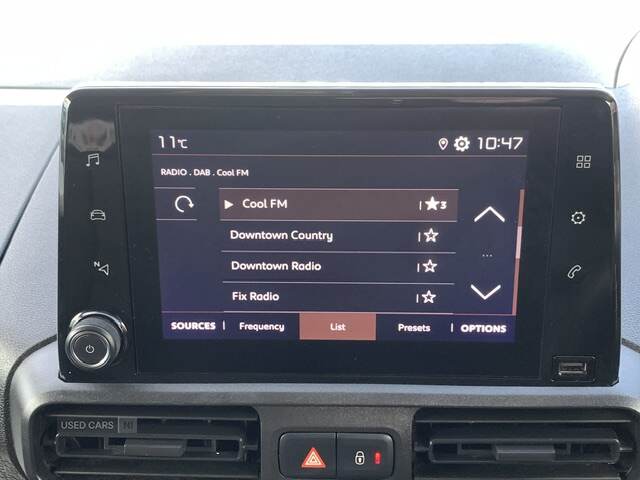 11°C 10:47
RADIO . DAB . Cool FM
Cool FM 3
Downtown Country
Downtown Radio
Fix Radio
SOURCES Frequency List Presets OPTIONS
N
USED CARS NI